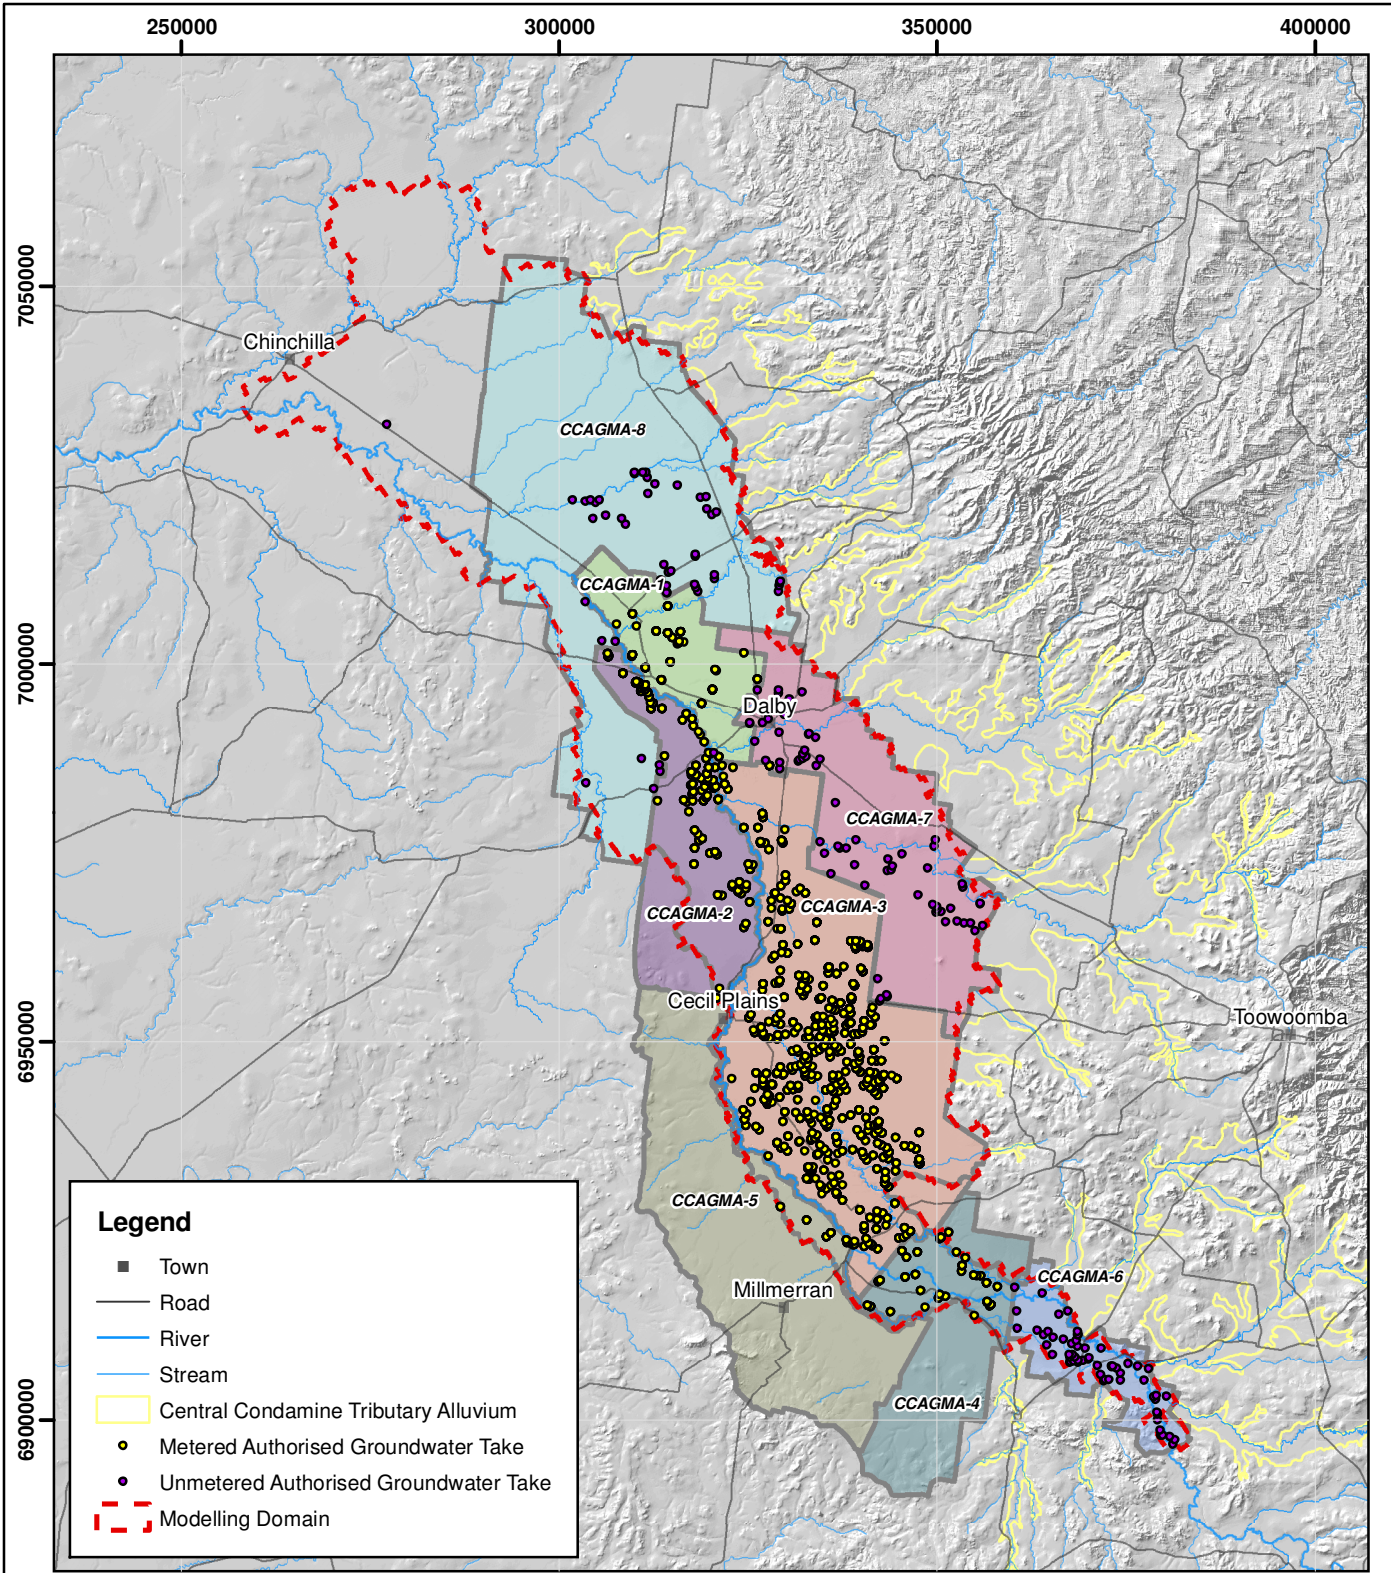 250000 300000 350000 400000
7050000
Chinchilla
CCAGMA-8
CCAGMA-1
7000000
Dalby
CCAGMA-7
CCAGMA-3
CCAGMA-2
Cecil Plains
Toowoomba
6950000
CCAGMA-5
CCAGMA-6
Millmerran
CCAGMA-4
6900000
Legend
Town
Road
River
Stream
Central Condamine Tributary Alluvium
Metered Authorised Groundwater Take
Unmetered Authorised Groundwater Take
Modelling Domain